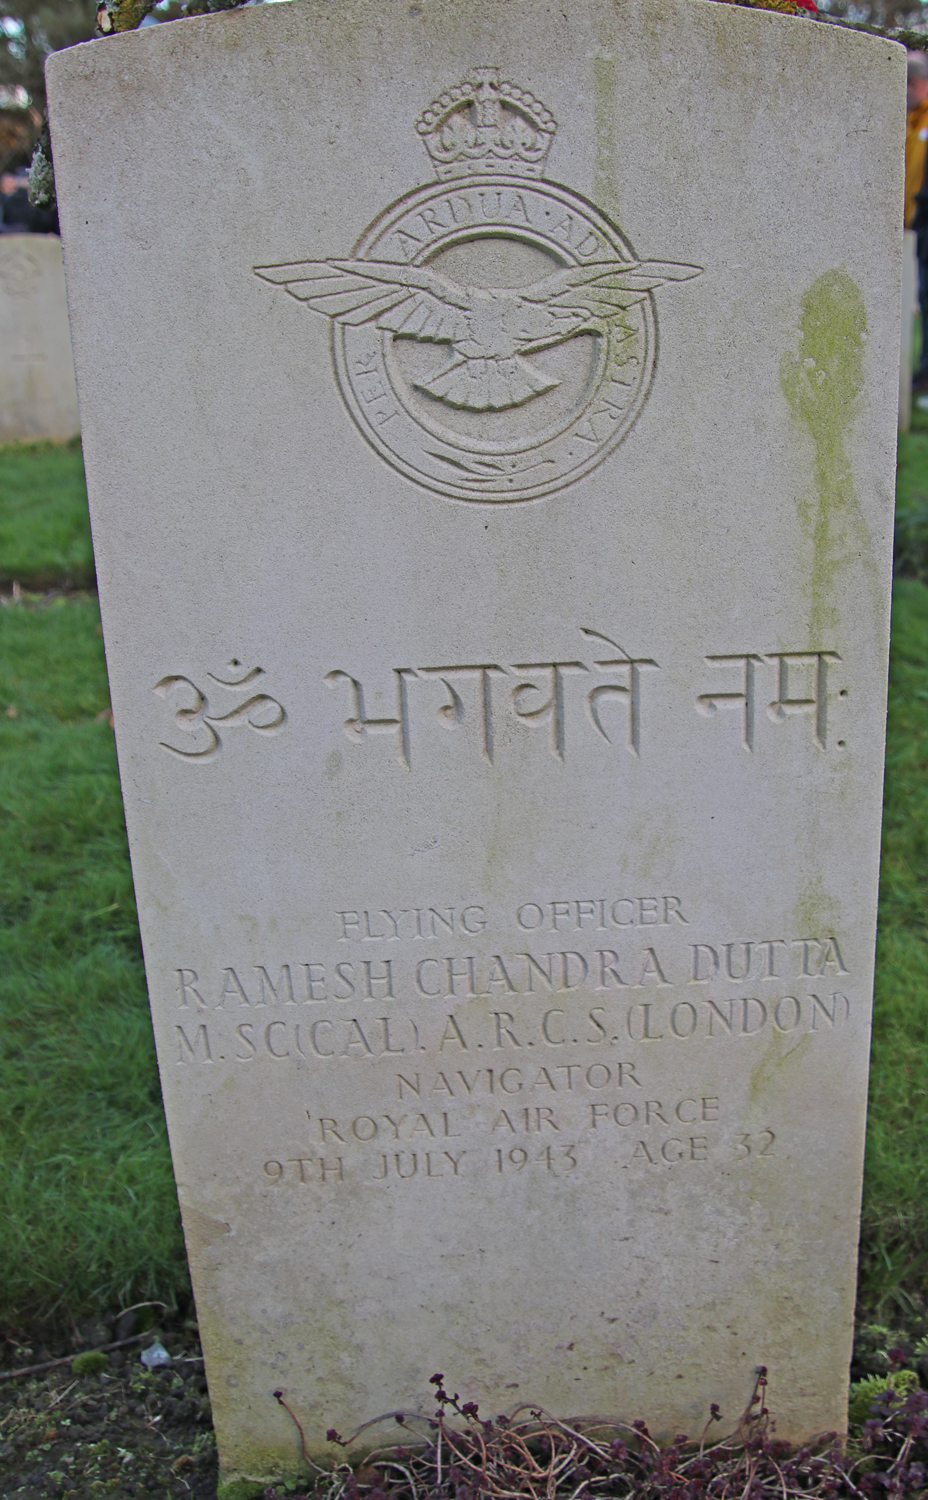 PER · ARDUA · AD · ASTRA
ॐ भगवते नमः
FLYING OFFICER
RAMESH CHANDRA DUTTA
M.SC(CAL). A.R.C.S.(LONDON)
NAVIGATOR
ROYAL AIR FORCE
9TH JULY 1943 AGE 32